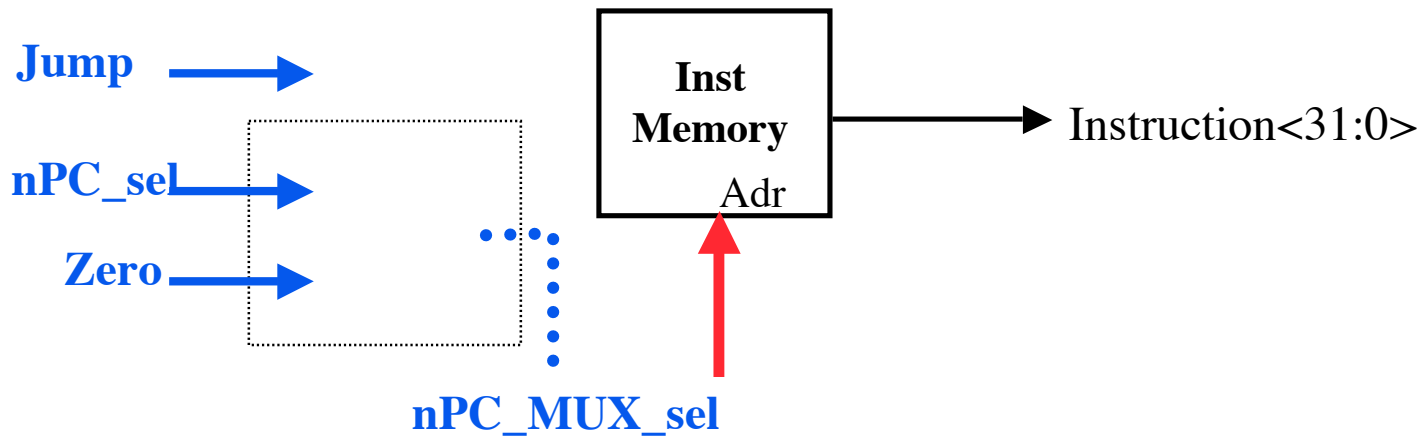 Jump
Inst
Memory
Instruction<31:0>
nPC_sel
Adr
Zero
nPC_MUX_sel